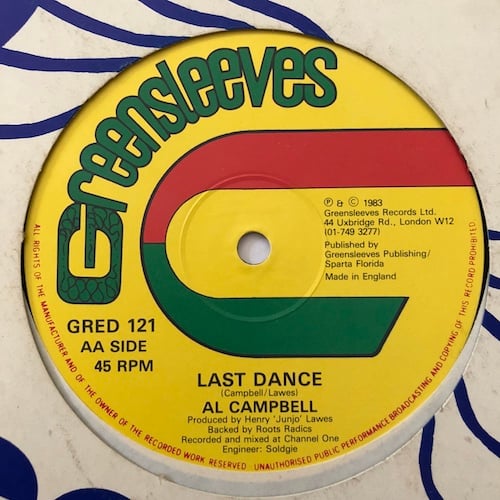 Greensleeves
℗ & © 1983
Greensleeves Records Ltd.
44 Uxbridge Rd., London W12
(01-749 3277)
Published by
Greensleeves Publishing/
Sparta Florida
Made in England
GRED 121
AA SIDE
45 RPM
LAST DANCE
(Campbell/Lawes)
AL CAMPBELL
Produced by Henry 'Junjo' Lawes
Backed by Roots Radics
Recorded and mixed at Channel One
Engineer: Soldgie
ALL RIGHTS OF THE MANUFACTURER AND OF THE OWNER OF THE RECORDED WORK RESERVED. UNAUTHORISED PUBLIC PERFORMANCE BROADCASTING AND COPYING OF THIS RECORD PROHIBITED.